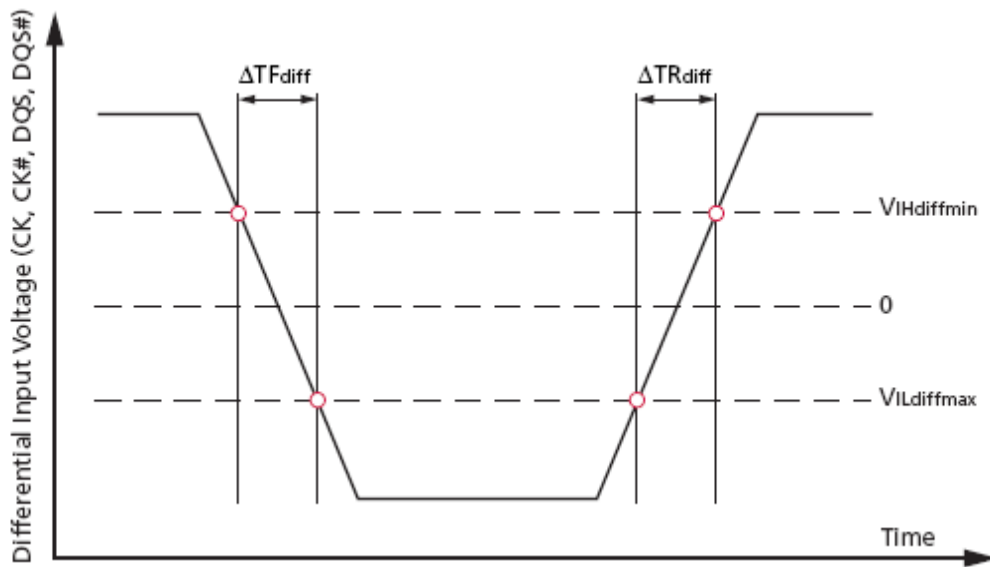 Differential Input Voltage (CK, CK#, DQS, DQS#)
ΔTFdiff
ΔTRdiff
VIHdiffmin
0
VILdiffmax
Time